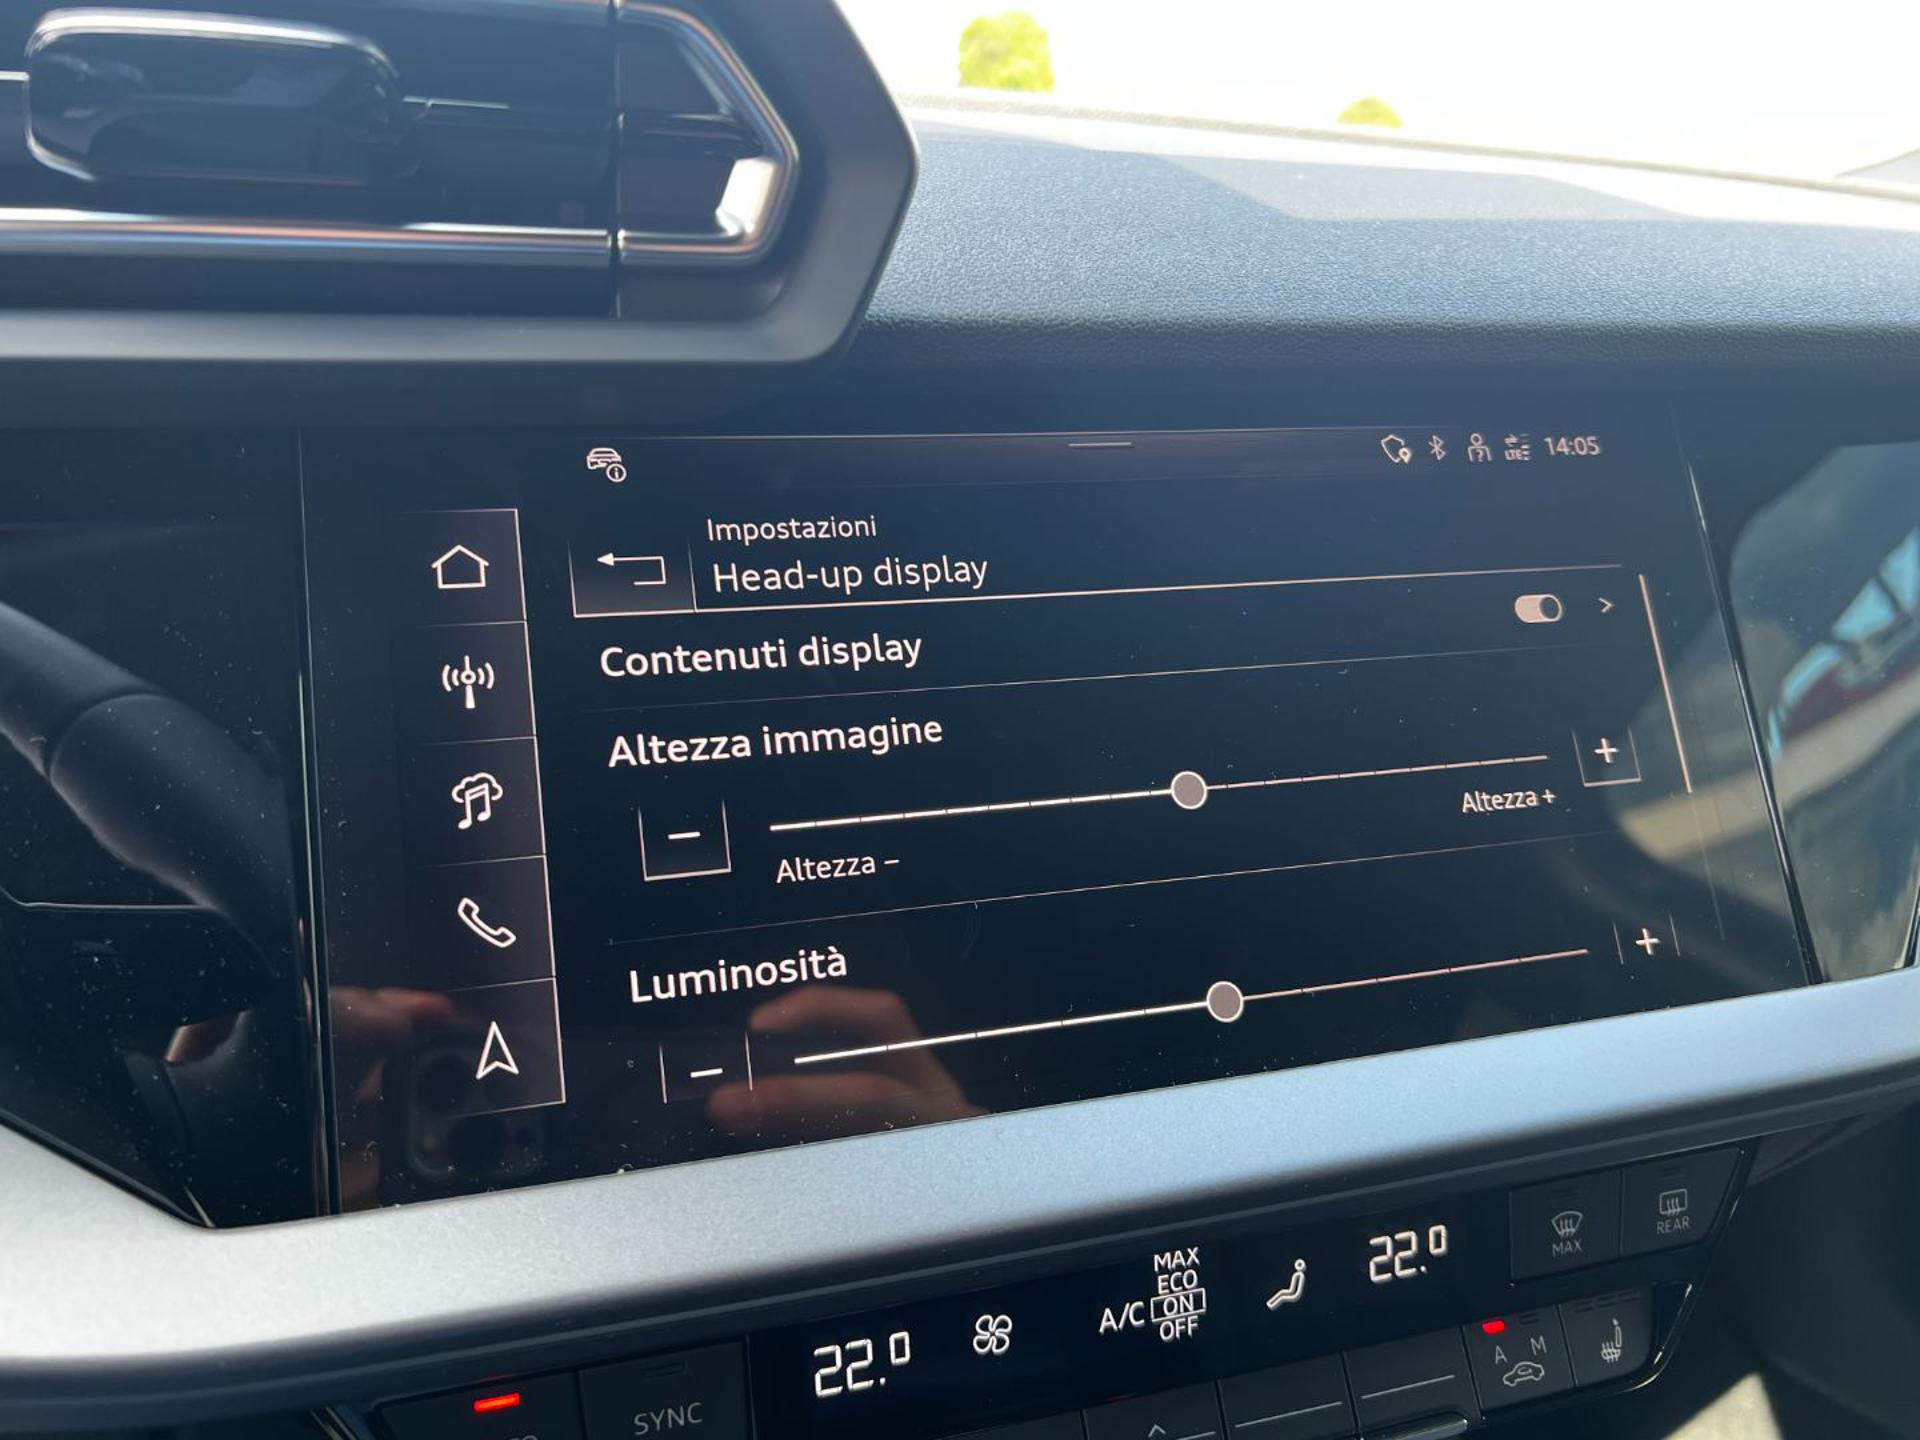 LTE
14:05
Impostazioni
Head-up display
Contenuti display
Altezza immagine
− +
Altezza − Altezza +
Luminosità
− +
MAX
ECO
A/C ON
OFF
22.0
22.0
MAX
REAR
SYNC
A M